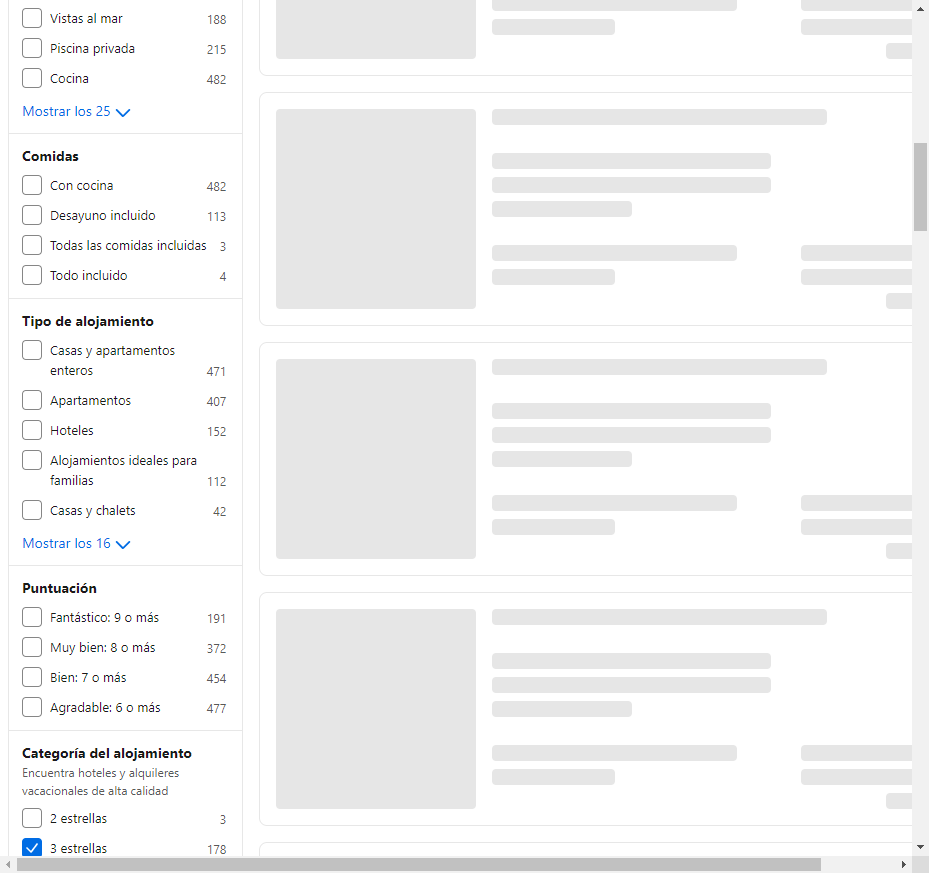 Vistas al mar 188
Piscina privada 215
Cocina 482
Mostrar los 25
Comidas
Con cocina 482
Desayuno incluido 113
Todas las comidas incluidas 3
Todo incluido 4
Tipo de alojamiento
Casas y apartamentos
enteros 471
Apartamentos 407
Hoteles 152
Alojamientos ideales para
familias 112
Casas y chalets 42
Mostrar los 16
Puntuación
Fantástico: 9 o más 191
Muy bien: 8 o más 372
Bien: 7 o más 454
Agradable: 6 o más 477
Categoría del alojamiento
Encuentra hoteles y alquileres
vacacionales de alta calidad
2 estrellas 3
3 estrellas 178